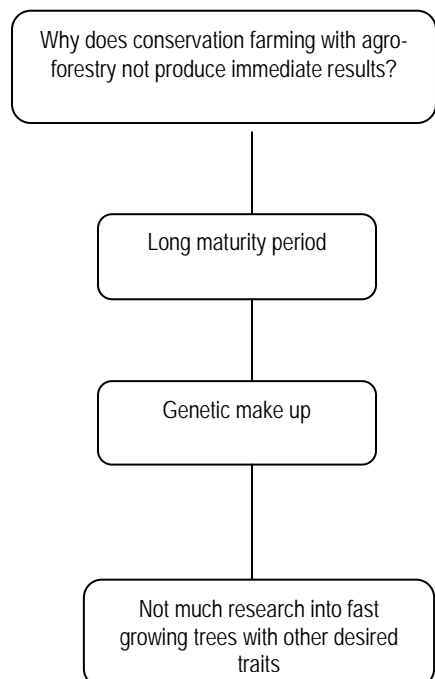 Why does conservation farming with agro-
forestry not produce immediate results?
Long maturity period
Genetic make up
Not much research into fast
growing trees with other desired
traits